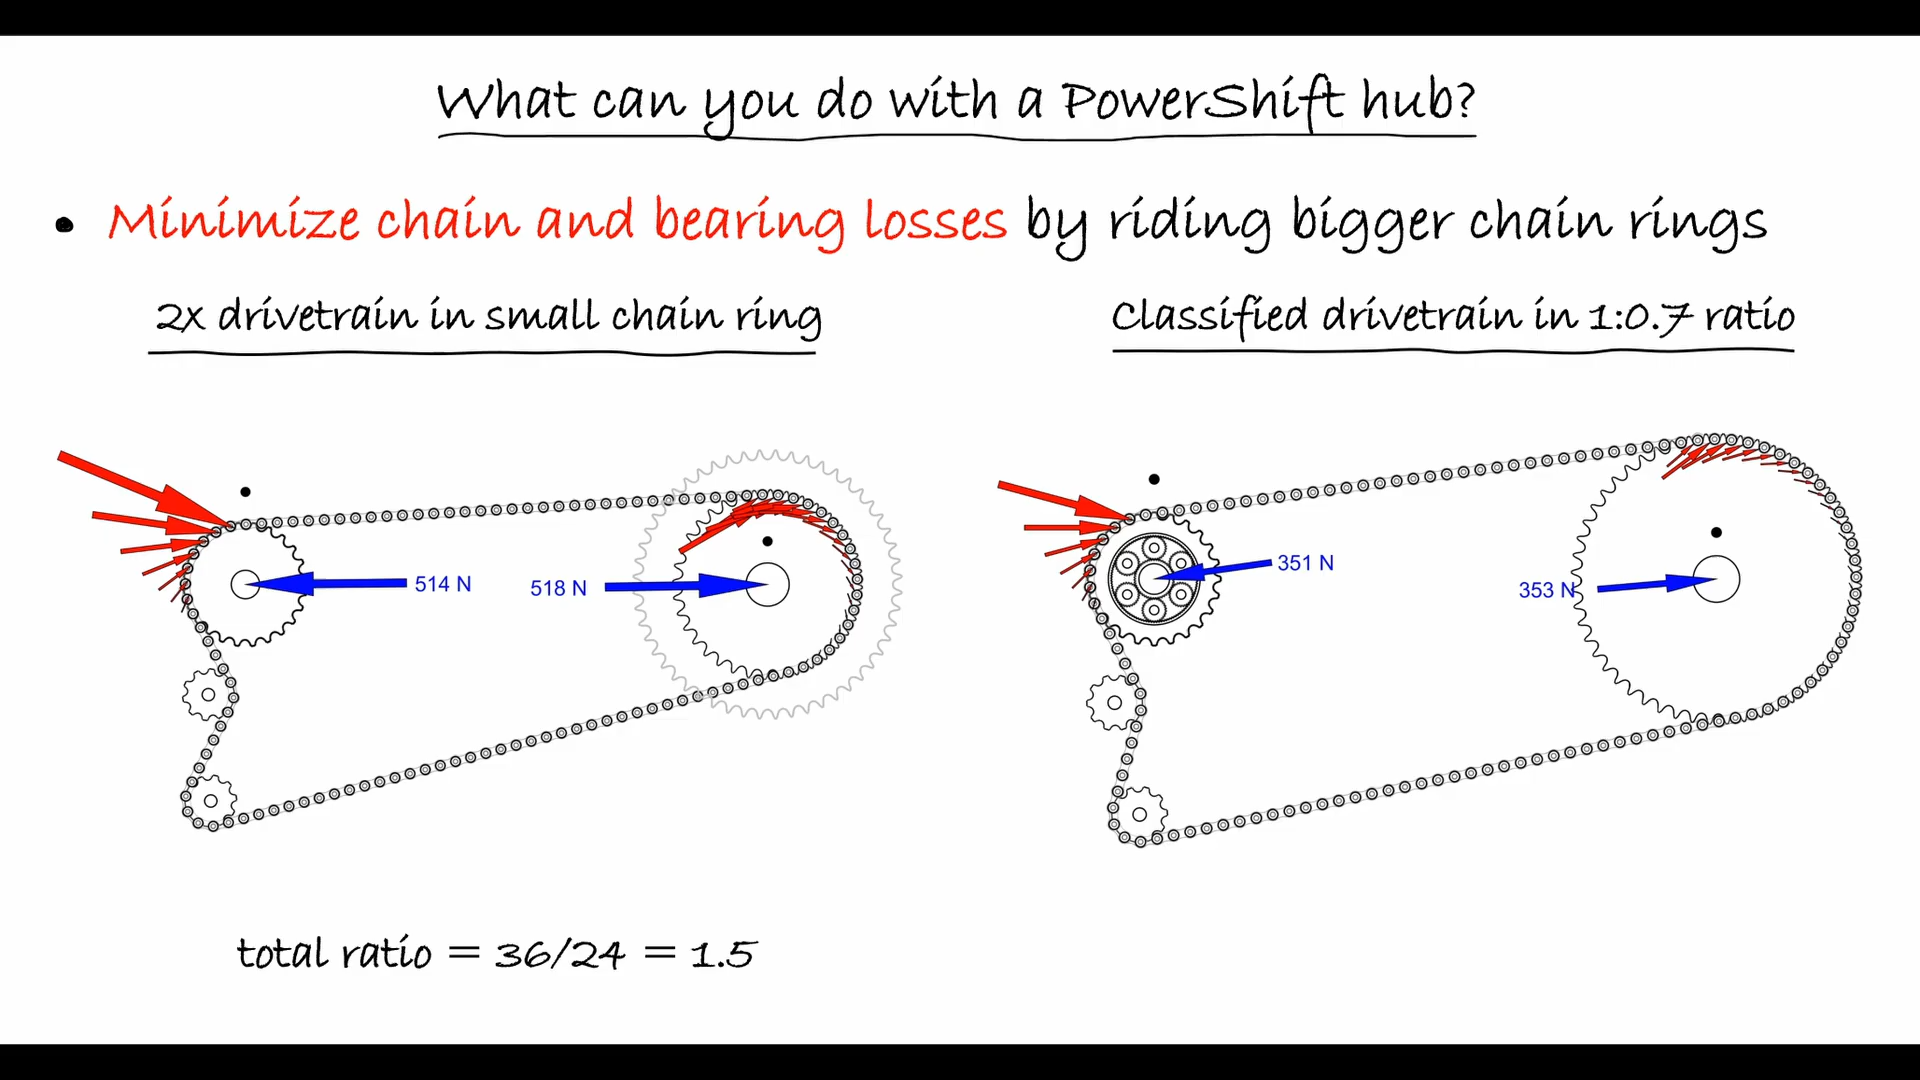 What can you do with a PowerShift hub?
• Minimize chain and bearing losses by riding bigger chain rings
2x drivetrain in small chain ring
Classified drivetrain in 1:0.7 ratio
514 N
518 N
351 N
353 N
total ratio = 36/24 = 1.5